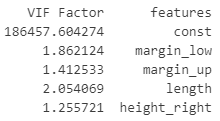 VIF Factor features
186457.604274 const
1.862124 margin_low
1.412533 margin_up
2.054069 length
1.255721 height_right